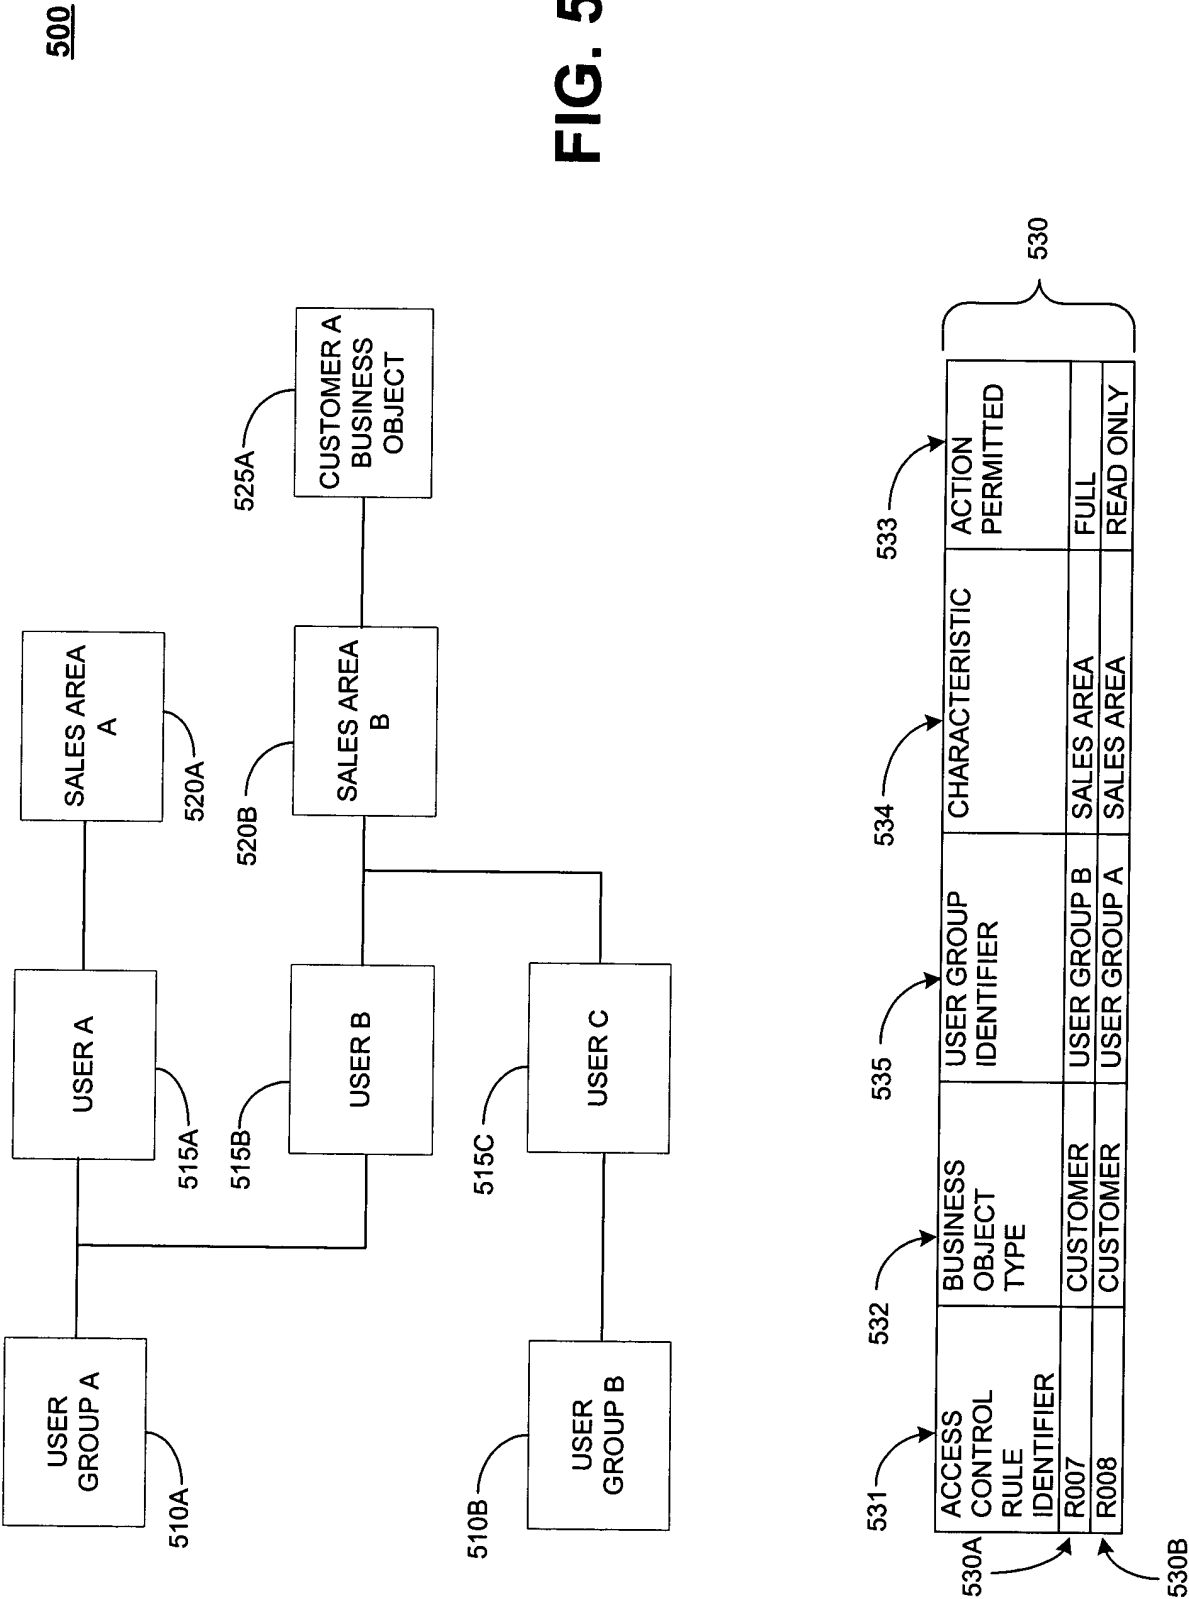 500
USER
GROUP A
510A
USER A
515A
SALES AREA
A
520A
USER B
515B
SALES AREA
B
520B
CUSTOMER A
BUSINESS
OBJECT
525A
USER
GROUP B
510B
USER C
515C
531
532
535
534
533
ACCESS
CONTROL
RULE
IDENTIFIER
BUSINESS
OBJECT
TYPE
USER GROUP
IDENTIFIER
CHARACTERISTIC
ACTION
PERMITTED
530A
R007 CUSTOMER USER GROUP B SALES AREA FULL
530B
R008 CUSTOMER USER GROUP A SALES AREA READ ONLY
530
FIG. 5